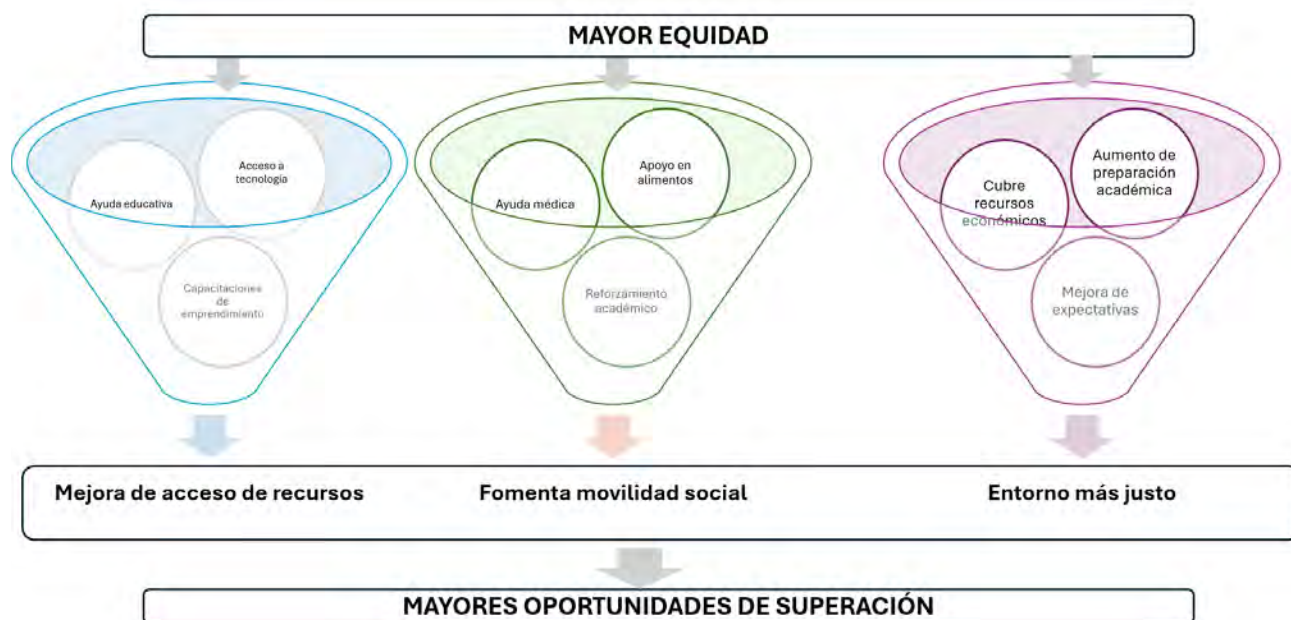 MAYOR EQUIDAD
Ayuda educativa
Acceso a
tecnología
Capacitaciones
de
emprendimiento
Ayuda médica
Apoyo en
alimentos
Reforzamiento
académico
Cubre
recursos
económicos
Aumento de
preparación
académica
Mejora de
expectativas
Mejora de acceso de recursos
Fomenta movilidad social
Entorno más justo
MAYORES OPORTUNIDADES DE SUPERACIÓN